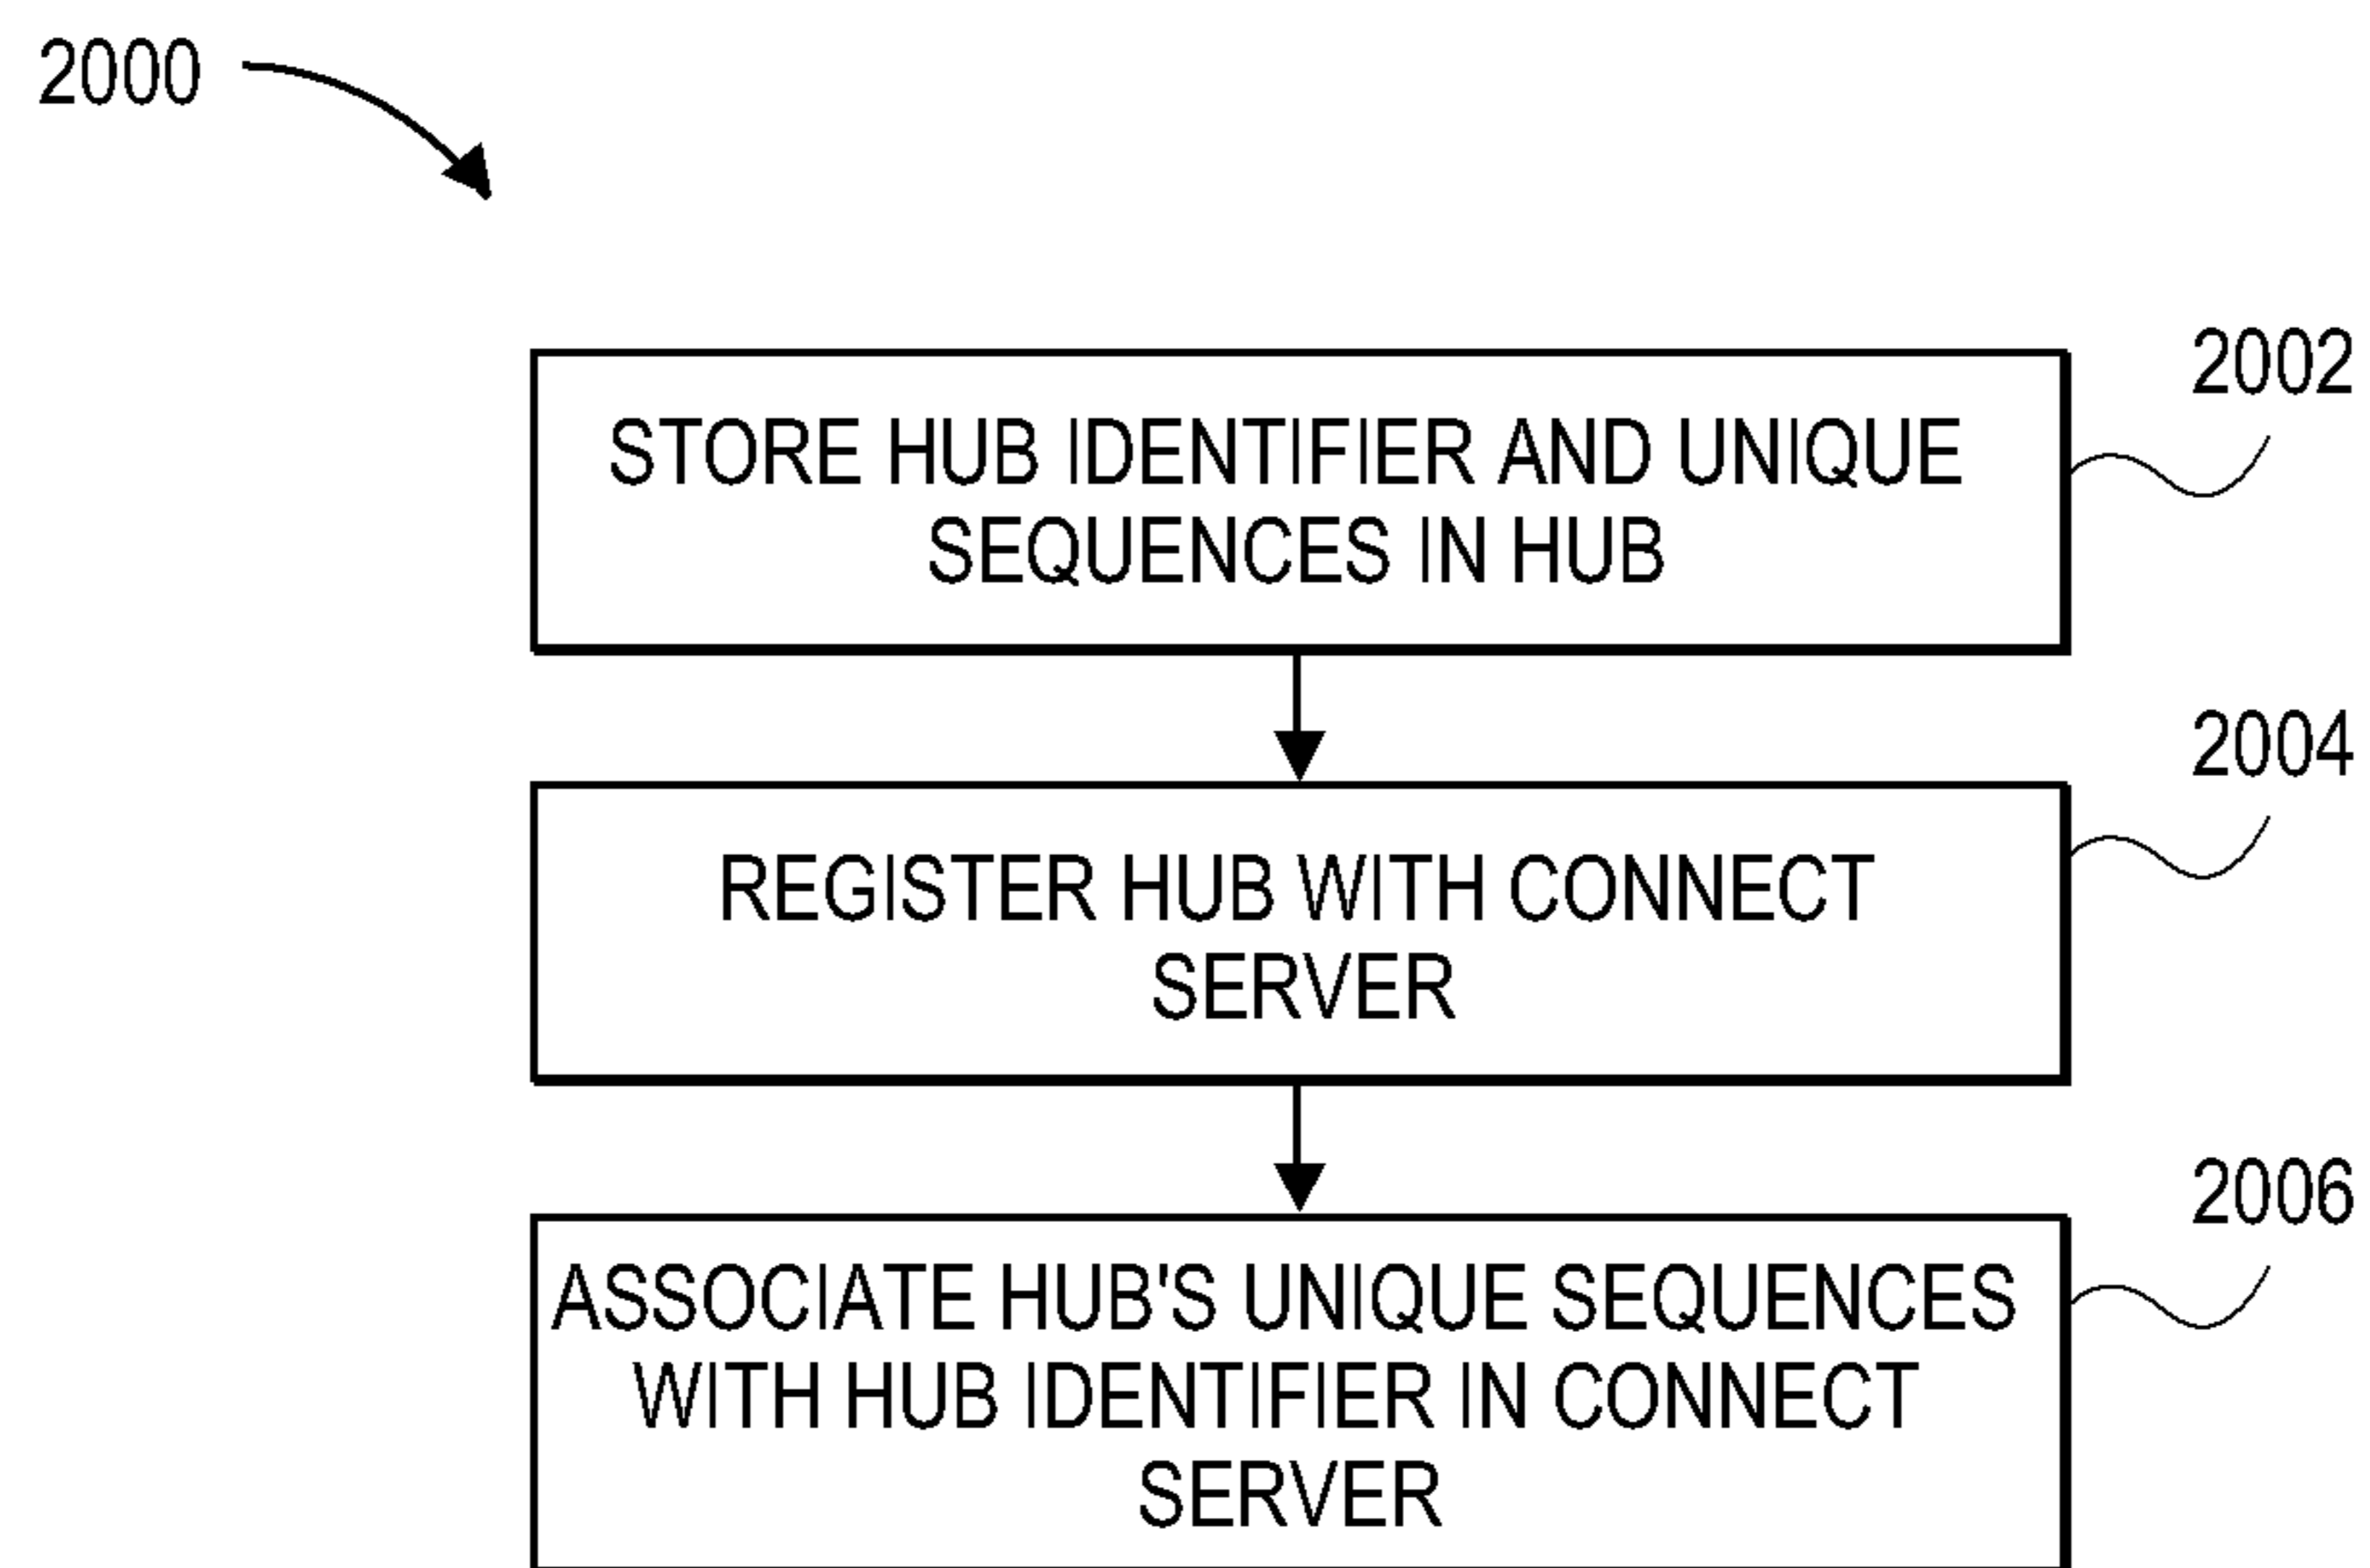 2000
2002
STORE HUB IDENTIFIER AND UNIQUE
SEQUENCES IN HUB
2004
REGISTER HUB WITH CONNECT
SERVER
2006
ASSOCIATE HUB'S UNIQUE SEQUENCES
WITH HUB IDENTIFIER IN CONNECT
SERVER